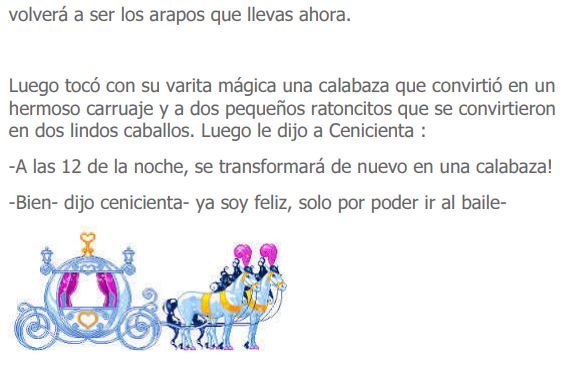 volverá a ser los arapos que llevas ahora.
Luego tocó con su varita mágica una calabaza que convirtió en un
hermoso carruaje y a dos pequeños ratoncitos que se convirtieron
en dos lindos caballos. Luego le dijo a Cenicienta :
-A las 12 de la noche, se transformará de nuevo en una calabaza!
-Bien- dijo cenicienta- ya soy feliz, solo por poder ir al baile-